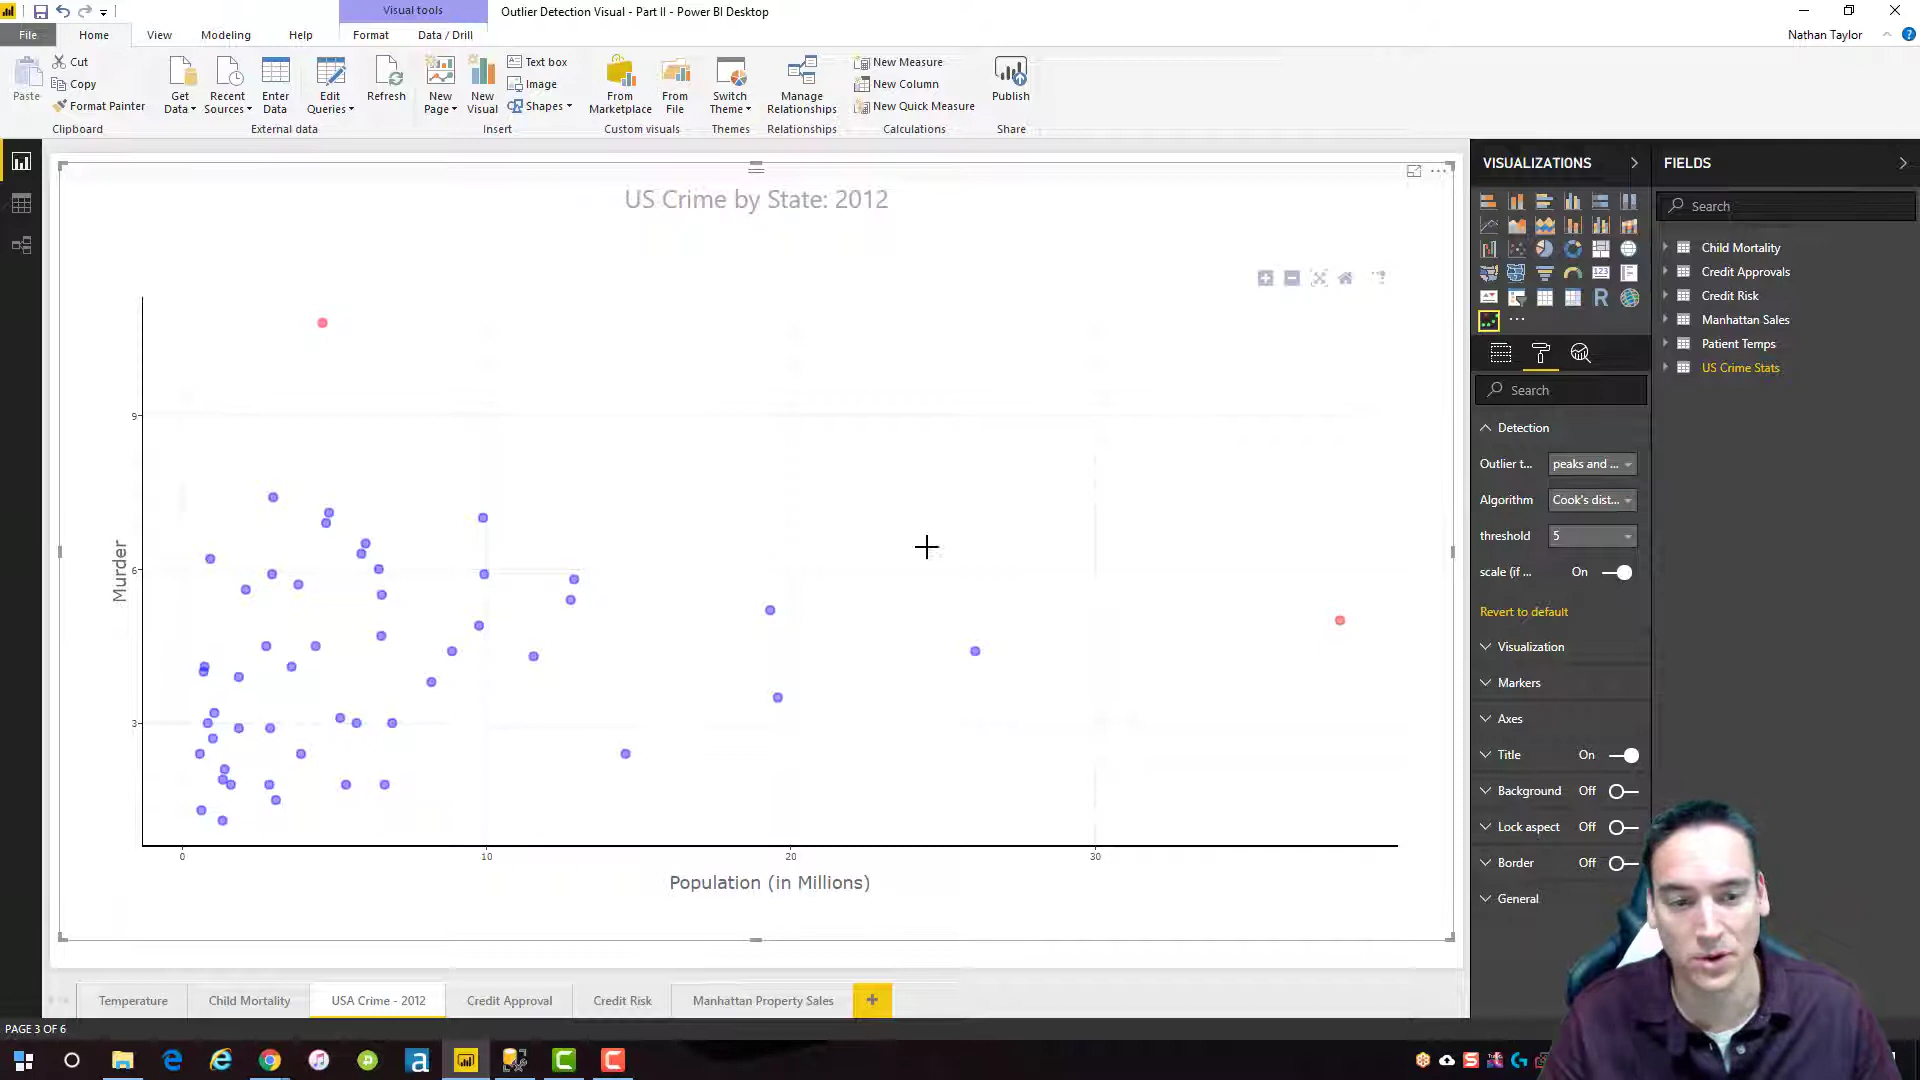 Visual tools
Outlier Detection Visual - Part II - Power BI Desktop
File
Home
View
Modeling
Help
Format
Data / Drill
Nathan Taylor
Paste
Cut
Copy
Format Painter
Clipboard
Get Data
Recent Sources
Enter Data
Edit Queries
External data
Refresh
New Page
New Visual
Text box
Image
Shapes
Insert
From Marketplace
From File
Custom visuals
Switch Theme
Themes
Manage Relationships
Relationships
New Measure
New Column
New Quick Measure
Calculations
Publish
Share
US Crime by State: 2012
9
6
3
Murder
0
10
20
30
Population (in Millions)
VISUALIZATIONS
Search
Detection
Outlier t...
peaks and ...
Algorithm
Cook's dist...
threshold
5
scale (if ...
On
Revert to default
Visualization
Markers
Axes
Title
On
Background
Off
Lock aspect
Off
Border
Off
General
FIELDS
Search
Child Mortality
Credit Approvals
Credit Risk
Manhattan Sales
Patient Temps
US Crime Stats
Temperature
Child Mortality
USA Crime - 2012
Credit Approval
Credit Risk
Manhattan Property Sales
PAGE 3 OF 6